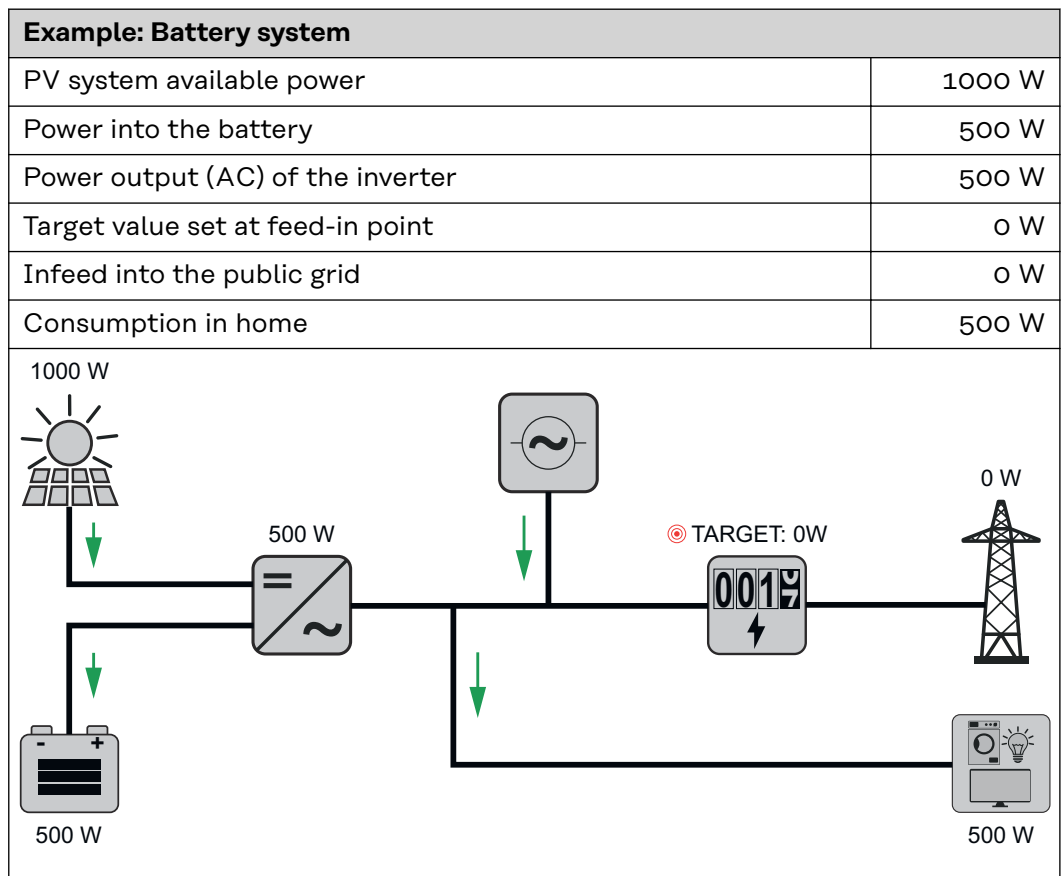 Example: Battery system
PV system available power 1000 W
Power into the battery 500 W
Power output (AC) of the inverter 500 W
Target value set at feed-in point 0 W
Infeed into the public grid 0 W
Consumption in home 500 W
1000 W
0 W
500 W
TARGET: 0W
001
- +
500 W
500 W